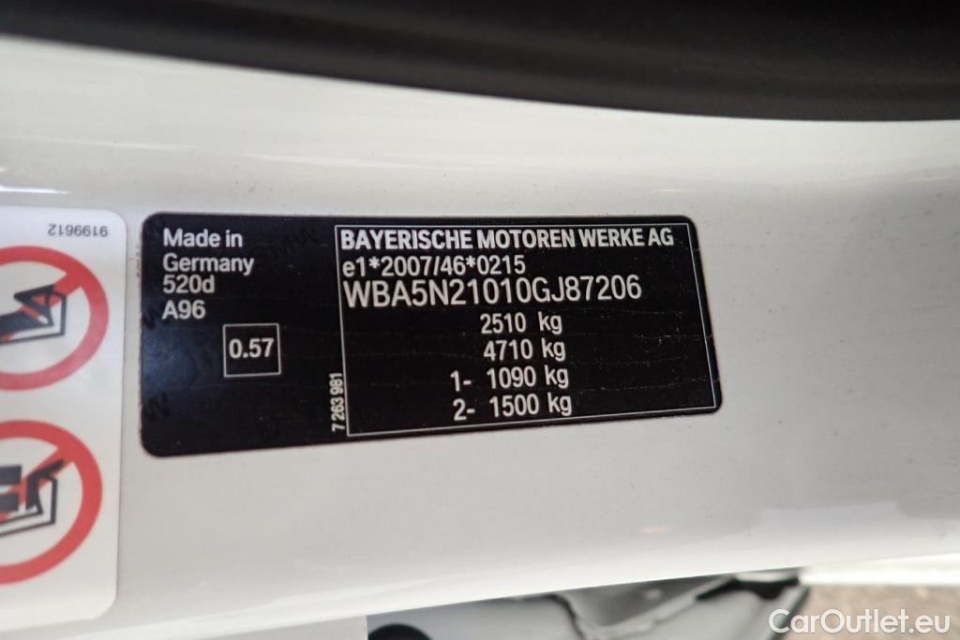 9199612
Made in
Germany
520d
A96
0.57
7 263 981
BAYERISCHE MOTOREN WERKE AG
e1*2007/46*0215
WBA5N21010GJ87206
2510 kg
4710 kg
1- 1090 kg
2- 1500 kg
CarOutlet.eu